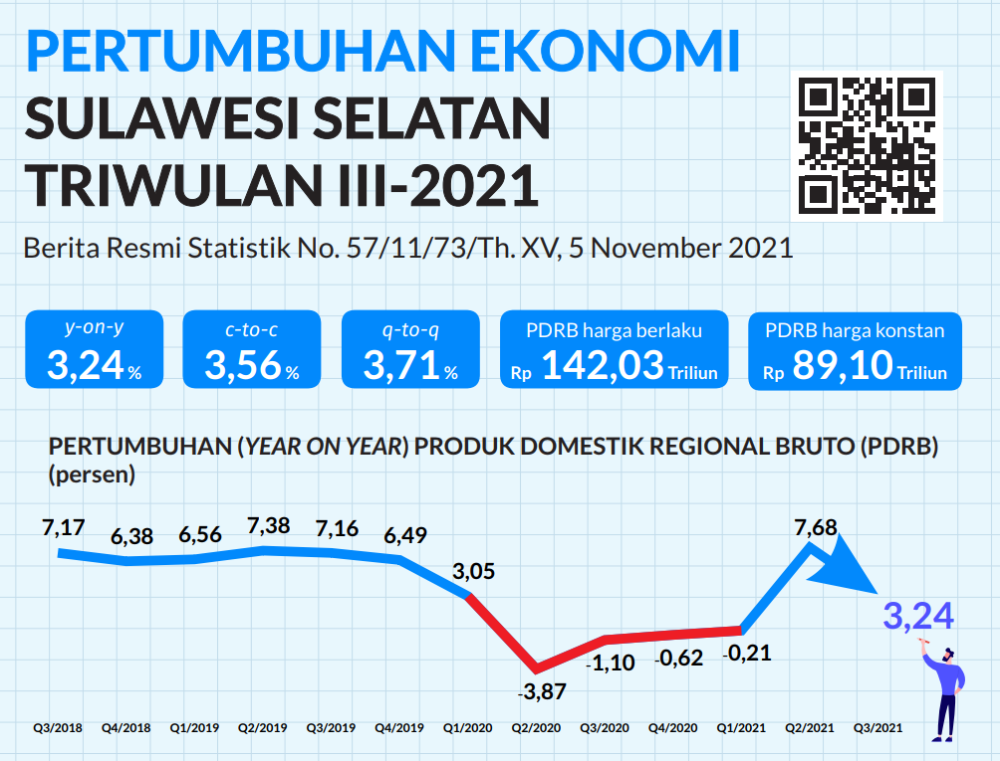 PERTUMBUHAN EKONOMI
SULAWESI SELATAN
TRIWULAN III-2021
Berita Resmi Statistik No. 57/11/73/Th. XV, 5 November 2021
y-on-y
3,24 %
c-to-c
3,56 %
q-to-q
3,71 %
PDRB harga berlaku
Rp 142,03 Triliun
PDRB harga konstan
Rp 89,10 Triliun
PERTUMBUHAN (YEAR ON YEAR) PRODUK DOMESTIK REGIONAL BRUTO (PDRB)
(persen)
7,17
6,38
6,56
7,38
7,16
6,49
3,05
-3,87
-1,10
-0,62
-0,21
7,68
3,24
Q3/2018 Q4/2018 Q1/2019 Q2/2019 Q3/2019 Q4/2019 Q1/2020 Q2/2020 Q3/2020 Q4/2020 Q1/2021 Q2/2021 Q3/2021